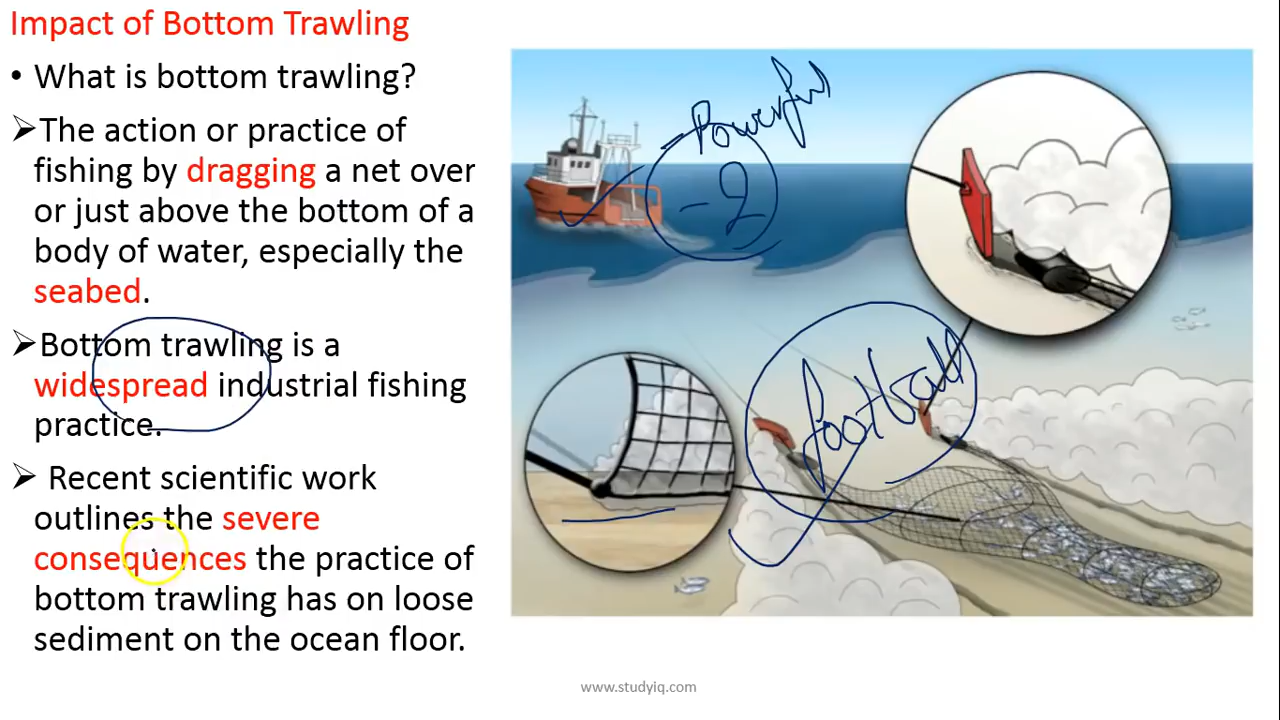 Impact of Bottom Trawling
• What is bottom trawling?
➢The action or practice of
fishing by dragging a net over
or just above the bottom of a
body of water, especially the
seabed.
➢Bottom trawling is a
widespread industrial fishing
practice.
➢ Recent scientific work
outlines the severe
consequences the practice of
bottom trawling has on loose
sediment on the ocean floor.
Powerful
-2
football
www.studyiq.com